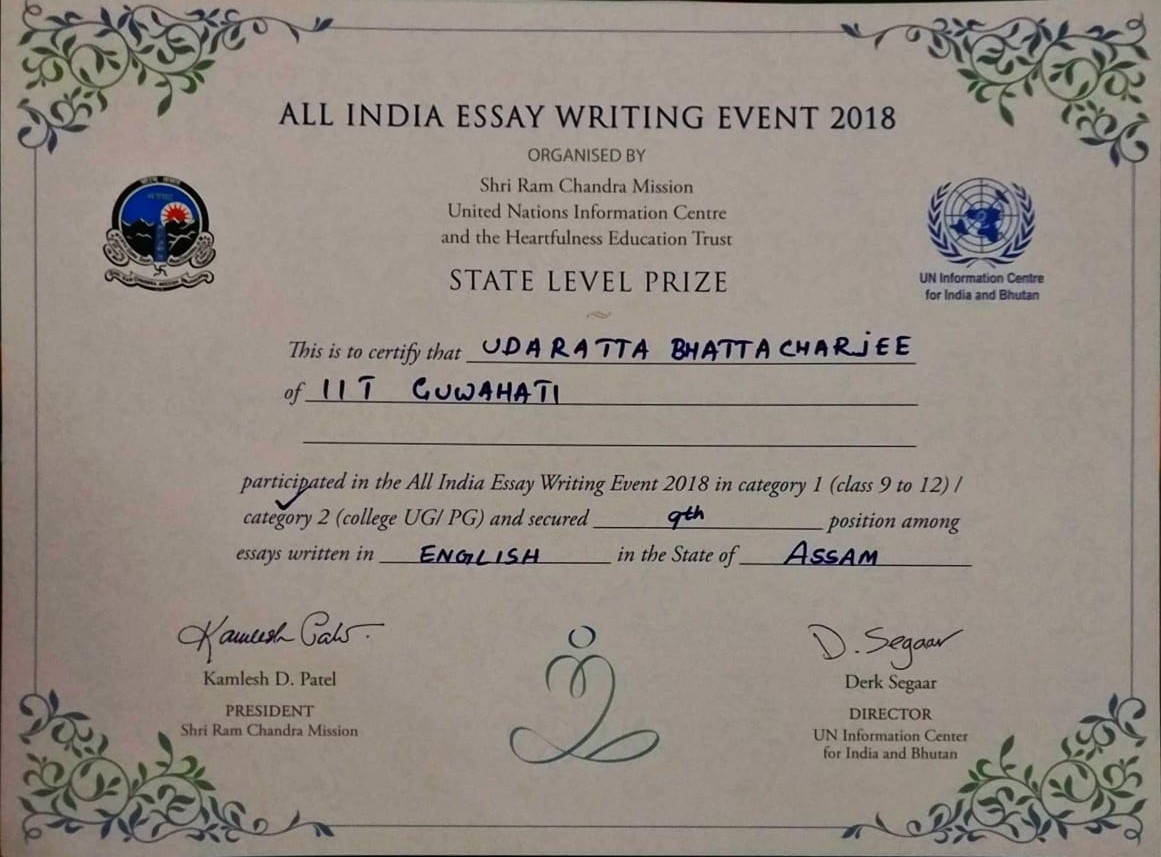 ALL INDIA ESSAY WRITING EVENT 2018
ORGANISED BY
Shri Ram Chandra Mission
United Nations Information Centre
and the Heartfulness Education Trust
STATE LEVEL PRIZE
UN Information Centre
for India and Bhutan
This is to certify that UDARATTA BHATTACHARJEE
of IIT GUWAHATI
participated in the All India Essay Writing Event 2018 in category 1 (class 9 to 12) /
category 2 (college UG/ PG) and secured 9th position among
essays written in ENGLISH in the State of ASSAM
Kamlesh D. Patel
PRESIDENT
Shri Ram Chandra Mission
D. Segaar
Derk Segaar
DIRECTOR
UN Information Center
for India and Bhutan